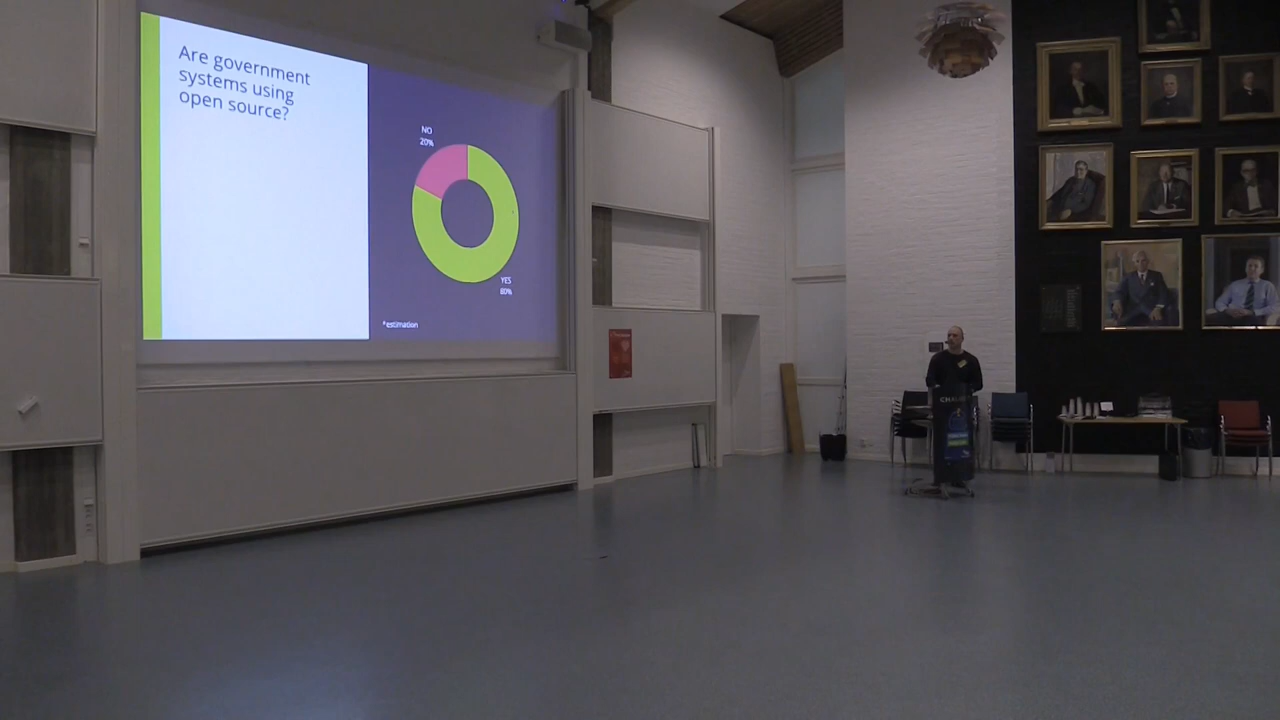 Are government
systems using
open source?
NO
20%
YES
80%
*estimation